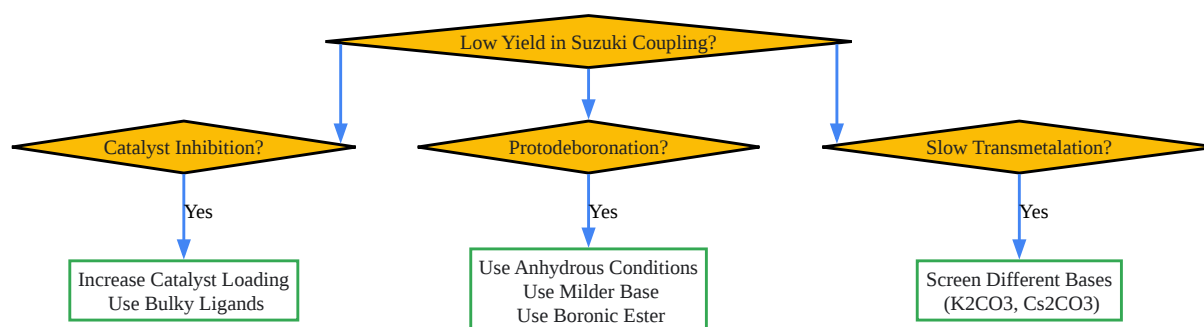 Low Yield in Suzuki Coupling?
Catalyst Inhibition?
Protodeboronation?
Slow Transmetalation?
Yes
Yes
Yes
Increase Catalyst Loading
Use Bulky Ligands
Use Anhydrous Conditions
Use Milder Base
Use Boronic Ester
Screen Different Bases
(K2CO3, Cs2CO3)